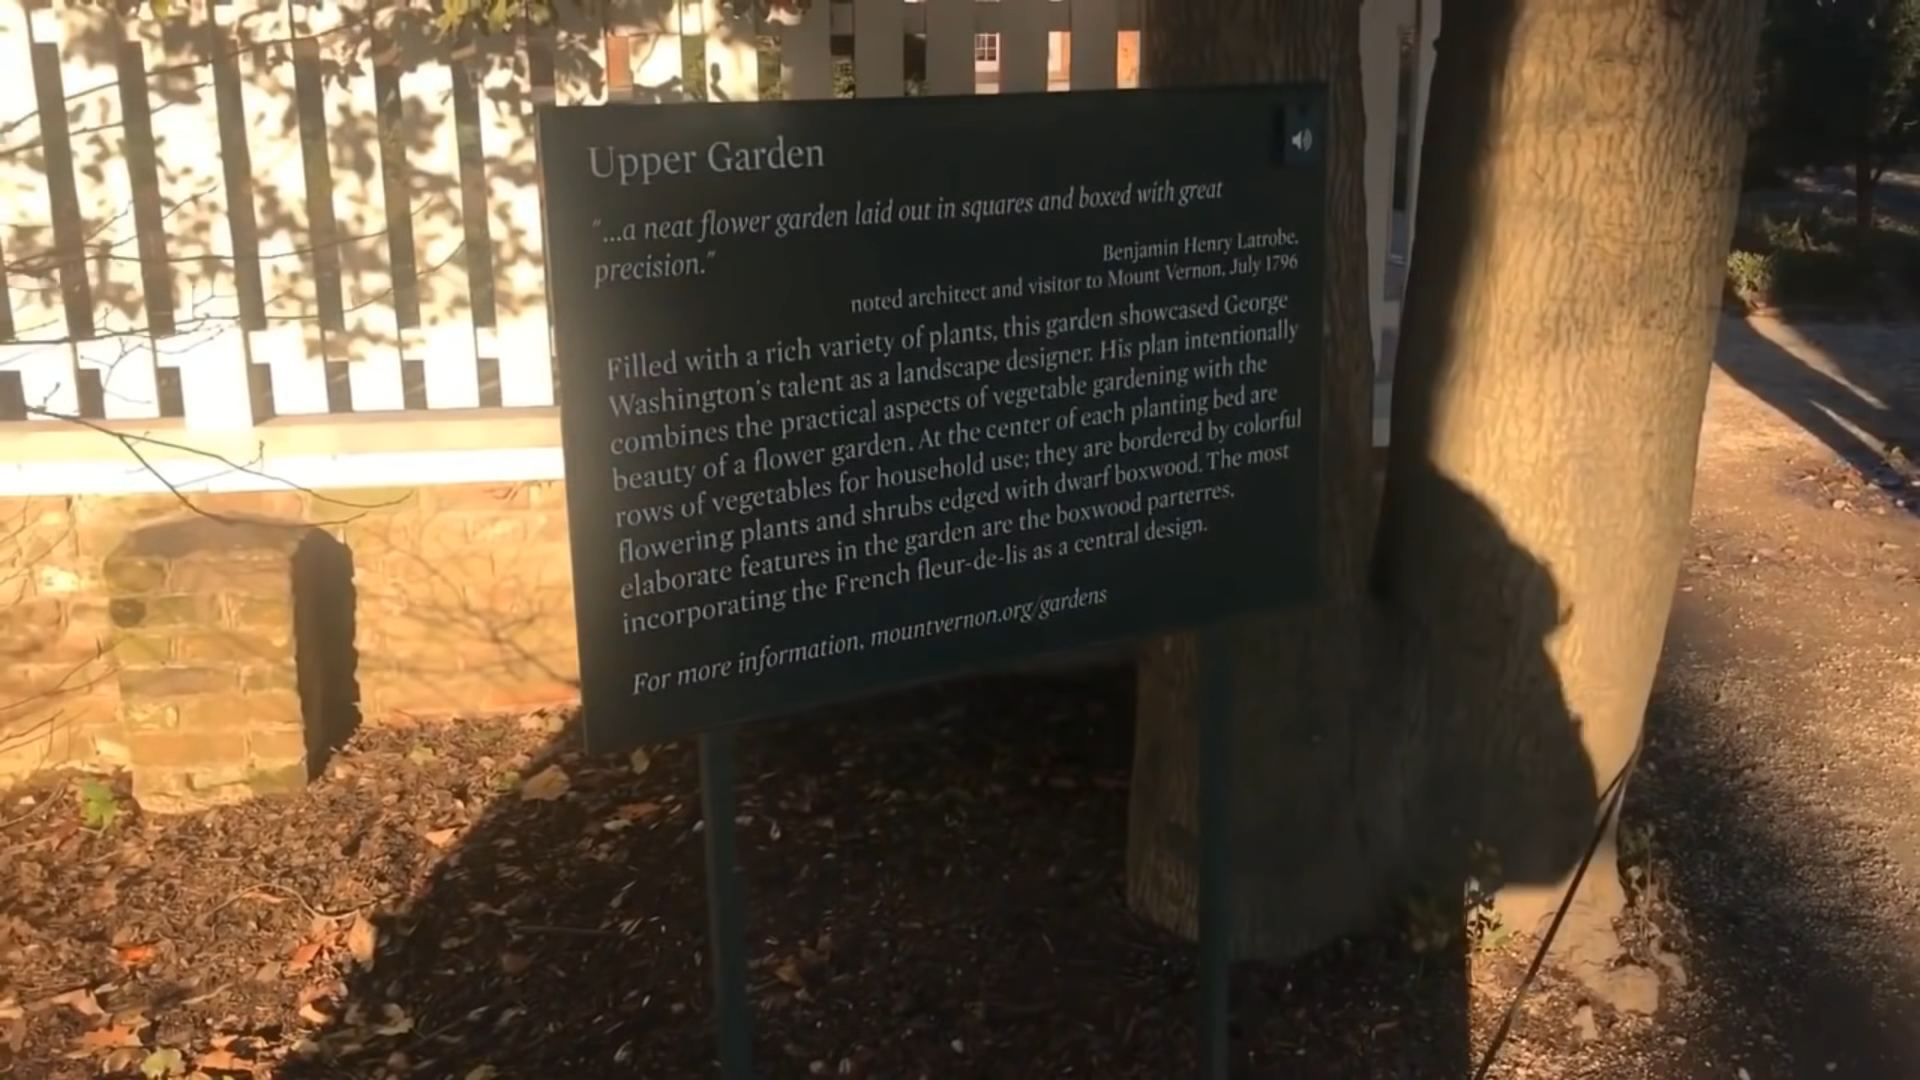 Upper Garden
"...a neat flower garden laid out in squares and boxed with great
precision."
Benjamin Henry Latrobe,
noted architect and visitor to Mount Vernon, July 1796
Filled with a rich variety of plants, this garden showcased George
Washington's talent as a landscape designer. His plan intentionally
combines the practical aspects of vegetable gardening with the
beauty of a flower garden. At the center of each planting bed are
rows of vegetables for household use; they are bordered by colorful
flowering plants and shrubs edged with dwarf boxwood. The most
elaborate features in the garden are the boxwood parterres,
incorporating the French fleur-de-lis as a central design.
For more information, mountvernon.org/gardens